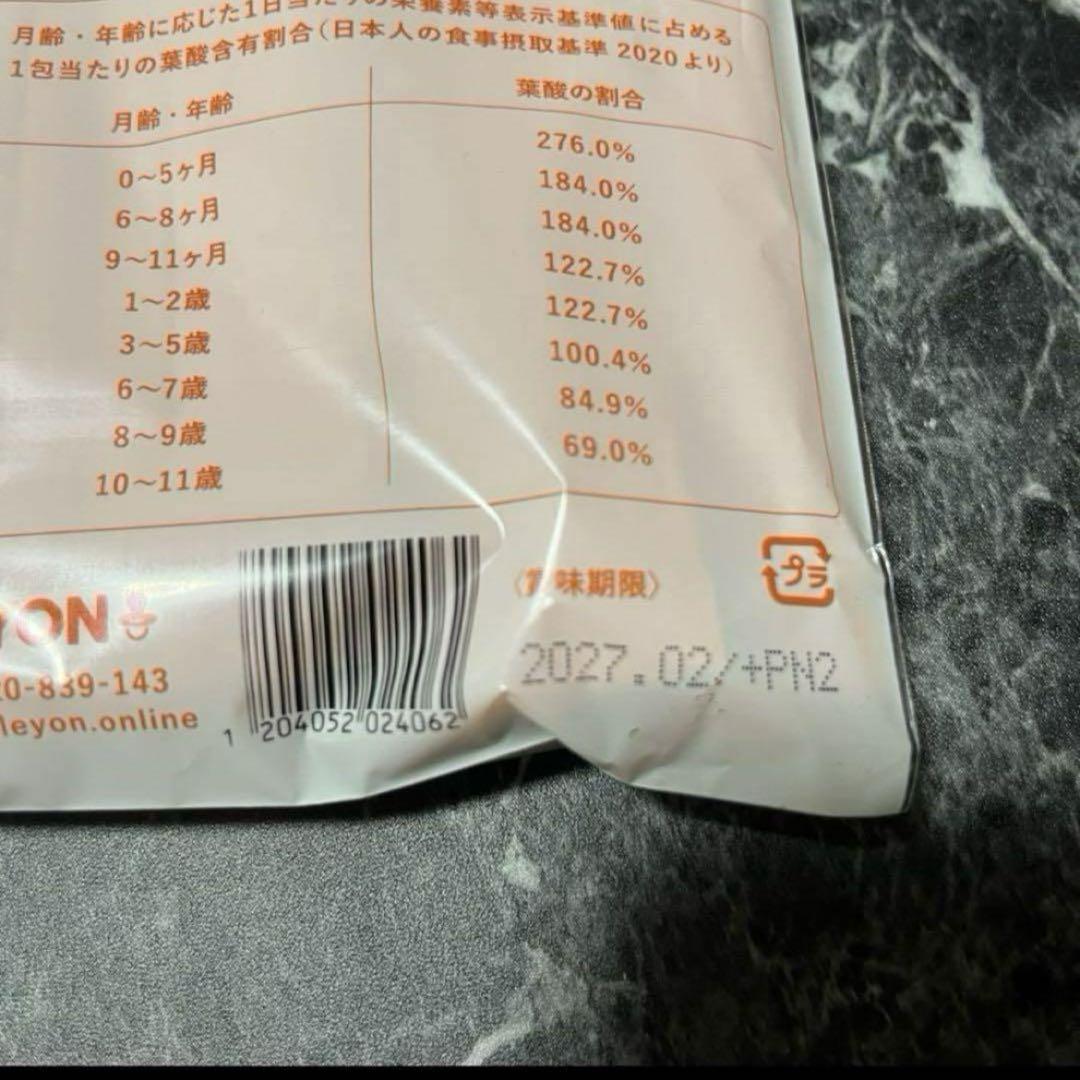 月齢・年齢に応じた1日当たりの栄養素等表示基準値に占める
1包当たりの葉酸含有割合（日本人の食事摂取基準 2020より）
月齢・年齢 葉酸の割合
0～5ヶ月 276.0%
6～8ヶ月 184.0%
9～11ヶ月 184.0%
1～2歳 122.7%
3～5歳 122.7%
6～7歳 100.4%
8～9歳 84.9%
10～11歳 69.0%
YON
20-839-143
leyon.online
1 204052 024062
〈賞味期限〉
2027.02/+PN2
プラ